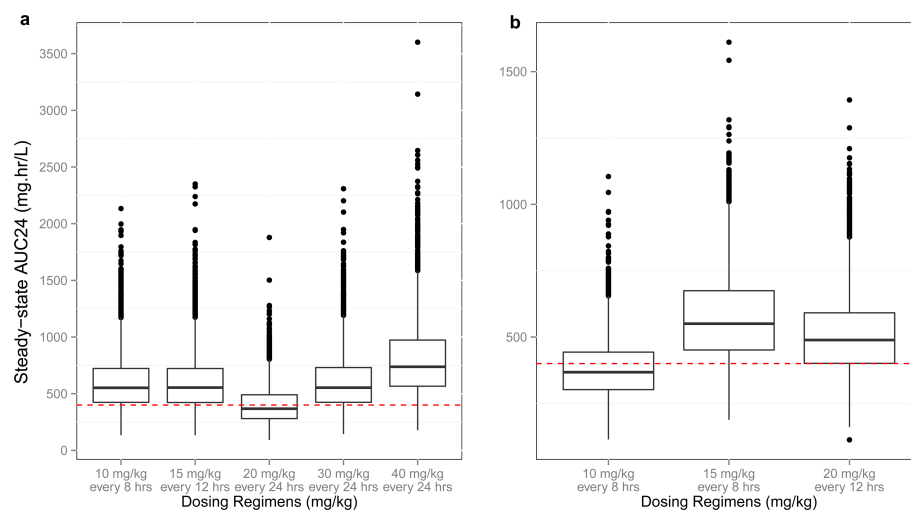 a
Steady-state AUC24 (mg.hr/L)
3500
3000
2500
2000
1500
1000
500
0
10 mg/kg
every 8 hrs
15 mg/kg
every 12 hrs
20 mg/kg
every 24 hrs
30 mg/kg
every 24 hrs
40 mg/kg
every 24 hrs
Dosing Regimens (mg/kg)
b
1500
1000
500
10 mg/kg
every 8 hrs
15 mg/kg
every 8 hrs
20 mg/kg
every 12 hrs
Dosing Regimens (mg/kg)